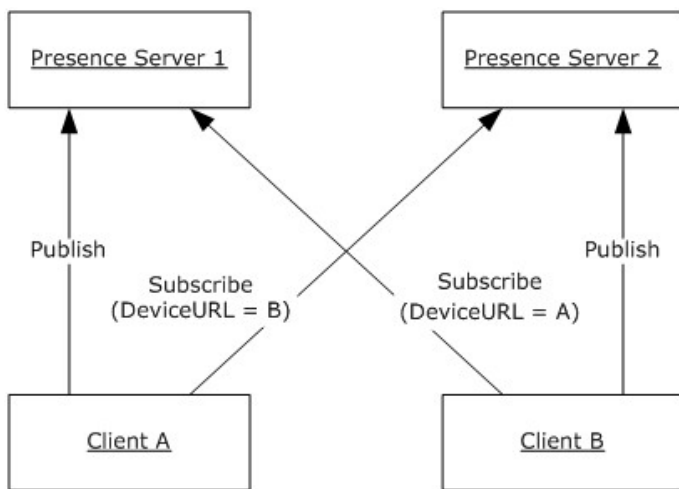 Presence Server 1
Presence Server 2
Publish
Publish
Subscribe
(DeviceURL = B)
Subscribe
(DeviceURL = A)
Client A
Client B